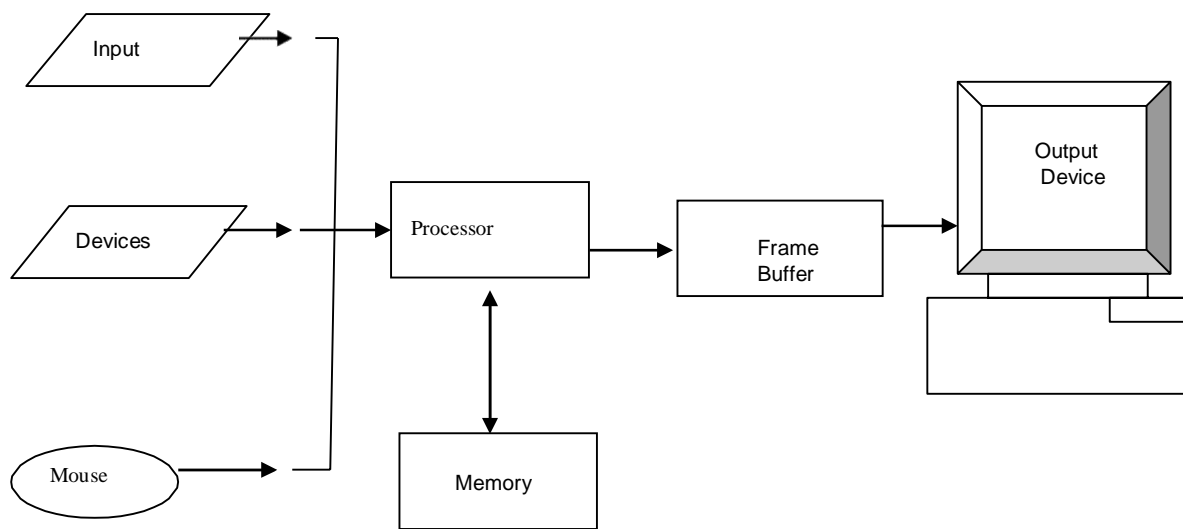 Input
Devices
Mouse
Processor
Memory
Frame
Buffer
Output
Device